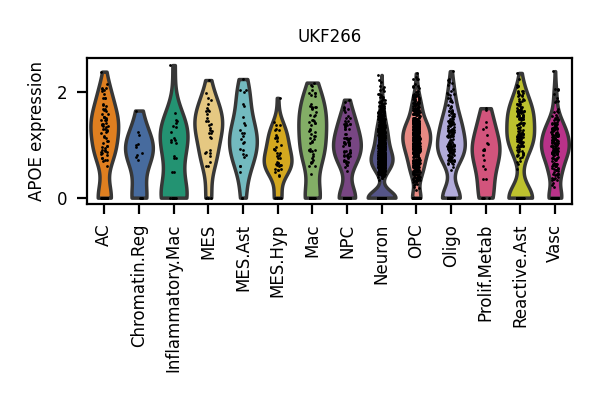 UKF266
APOE expression
2
0
AC
Chromatin.Reg
Inflammatory.Mac
MES
MES.Ast
MES.Hyp
Mac
NPC
Neuron
OPC
Oligo
Prolif.Metab
Reactive.Ast
Vasc